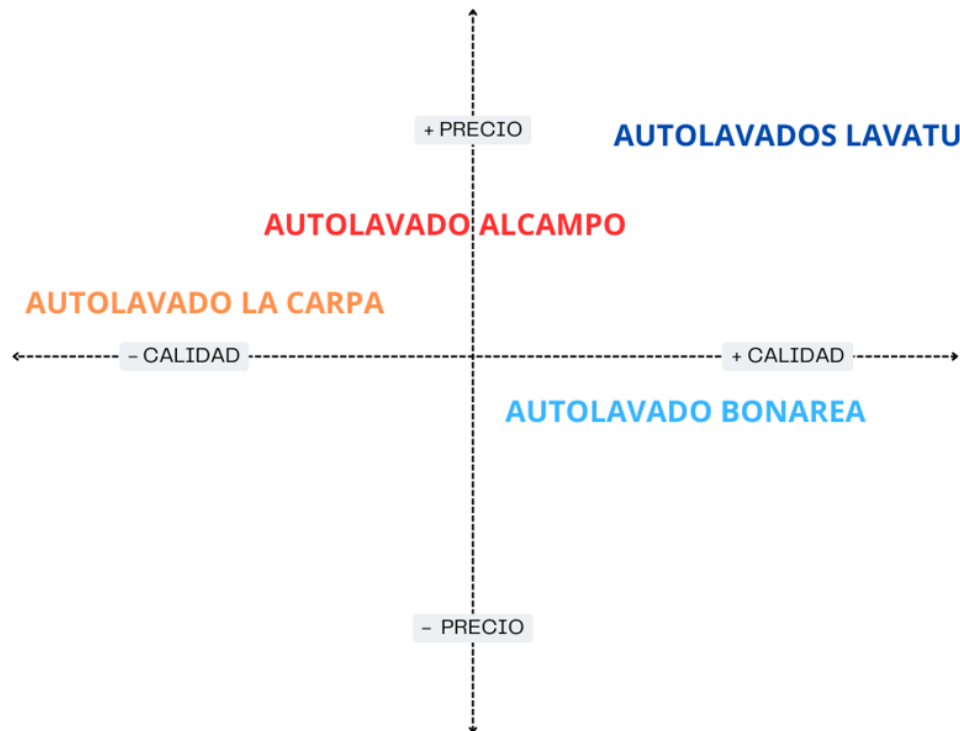 + PRECIO
AUTOLAVADOS LAVATU
AUTOLAVADO ALCAMPO
AUTOLAVADO LA CARPA
– CALIDAD
+ CALIDAD
AUTOLAVADO BONAREA
– PRECIO